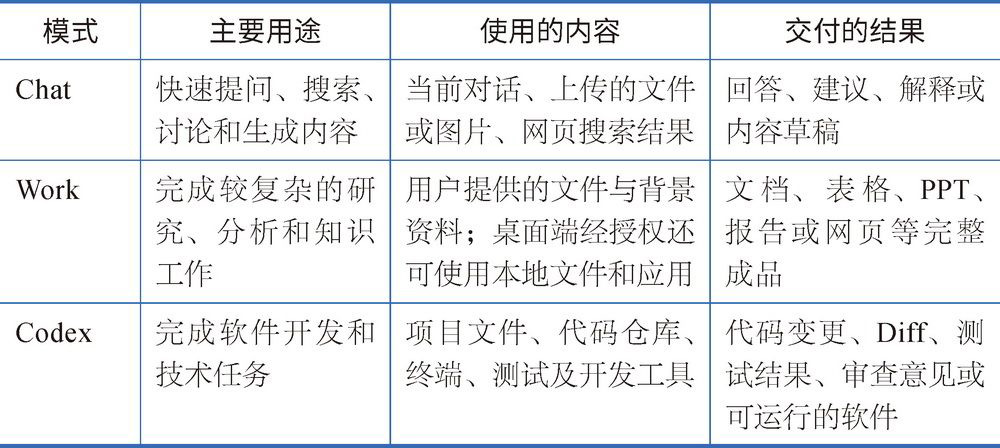 模式
主要用途
使用的内容
交付的结果
Chat
快速提问、搜索、
讨论和生成内容
当前对话、上传的文件
或图片、网页搜索结果
回答、建议、解释或
内容草稿
Work
完成较复杂的研
究、分析和知识
工作
用户提供的文件与背景
资料；桌面端经授权还
可使用本地文件和应用
文档、表格、PPT、
报告或网页等完整
成品
Codex
完成软件开发和
技术任务
项目文件、代码仓库、
终端、测试及开发工具
代码变更、Diff、测
试结果、审查意见或
可运行的软件